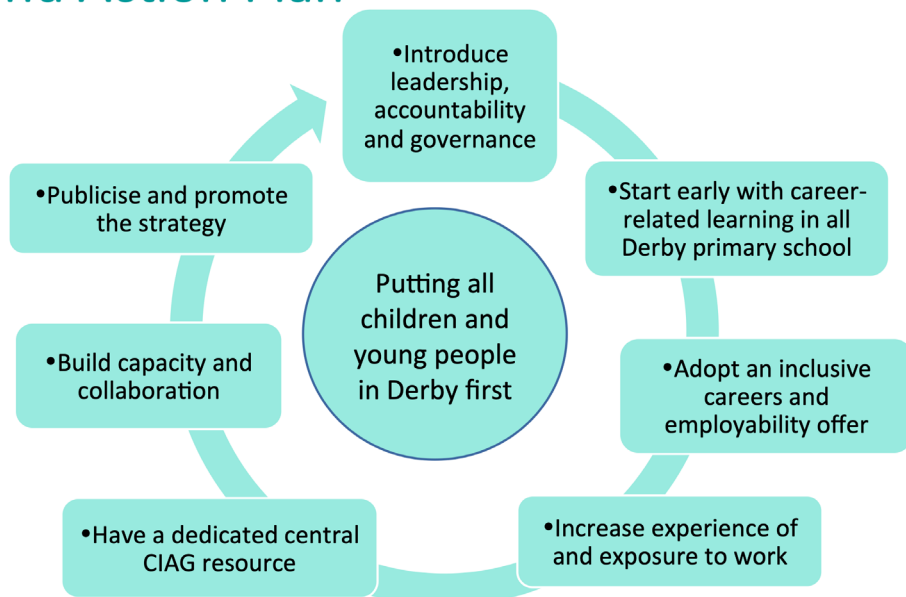 •Introduce
leadership,
accountability
and governance
•Start early with career-
related learning in all
Derby primary school
•Adopt an inclusive
careers and
employability offer
•Increase experience of
and exposure to work
•Have a dedicated central
CIAG resource
•Build capacity and
collaboration
•Publicise and promote
the strategy
Putting all
children and
young people
in Derby first